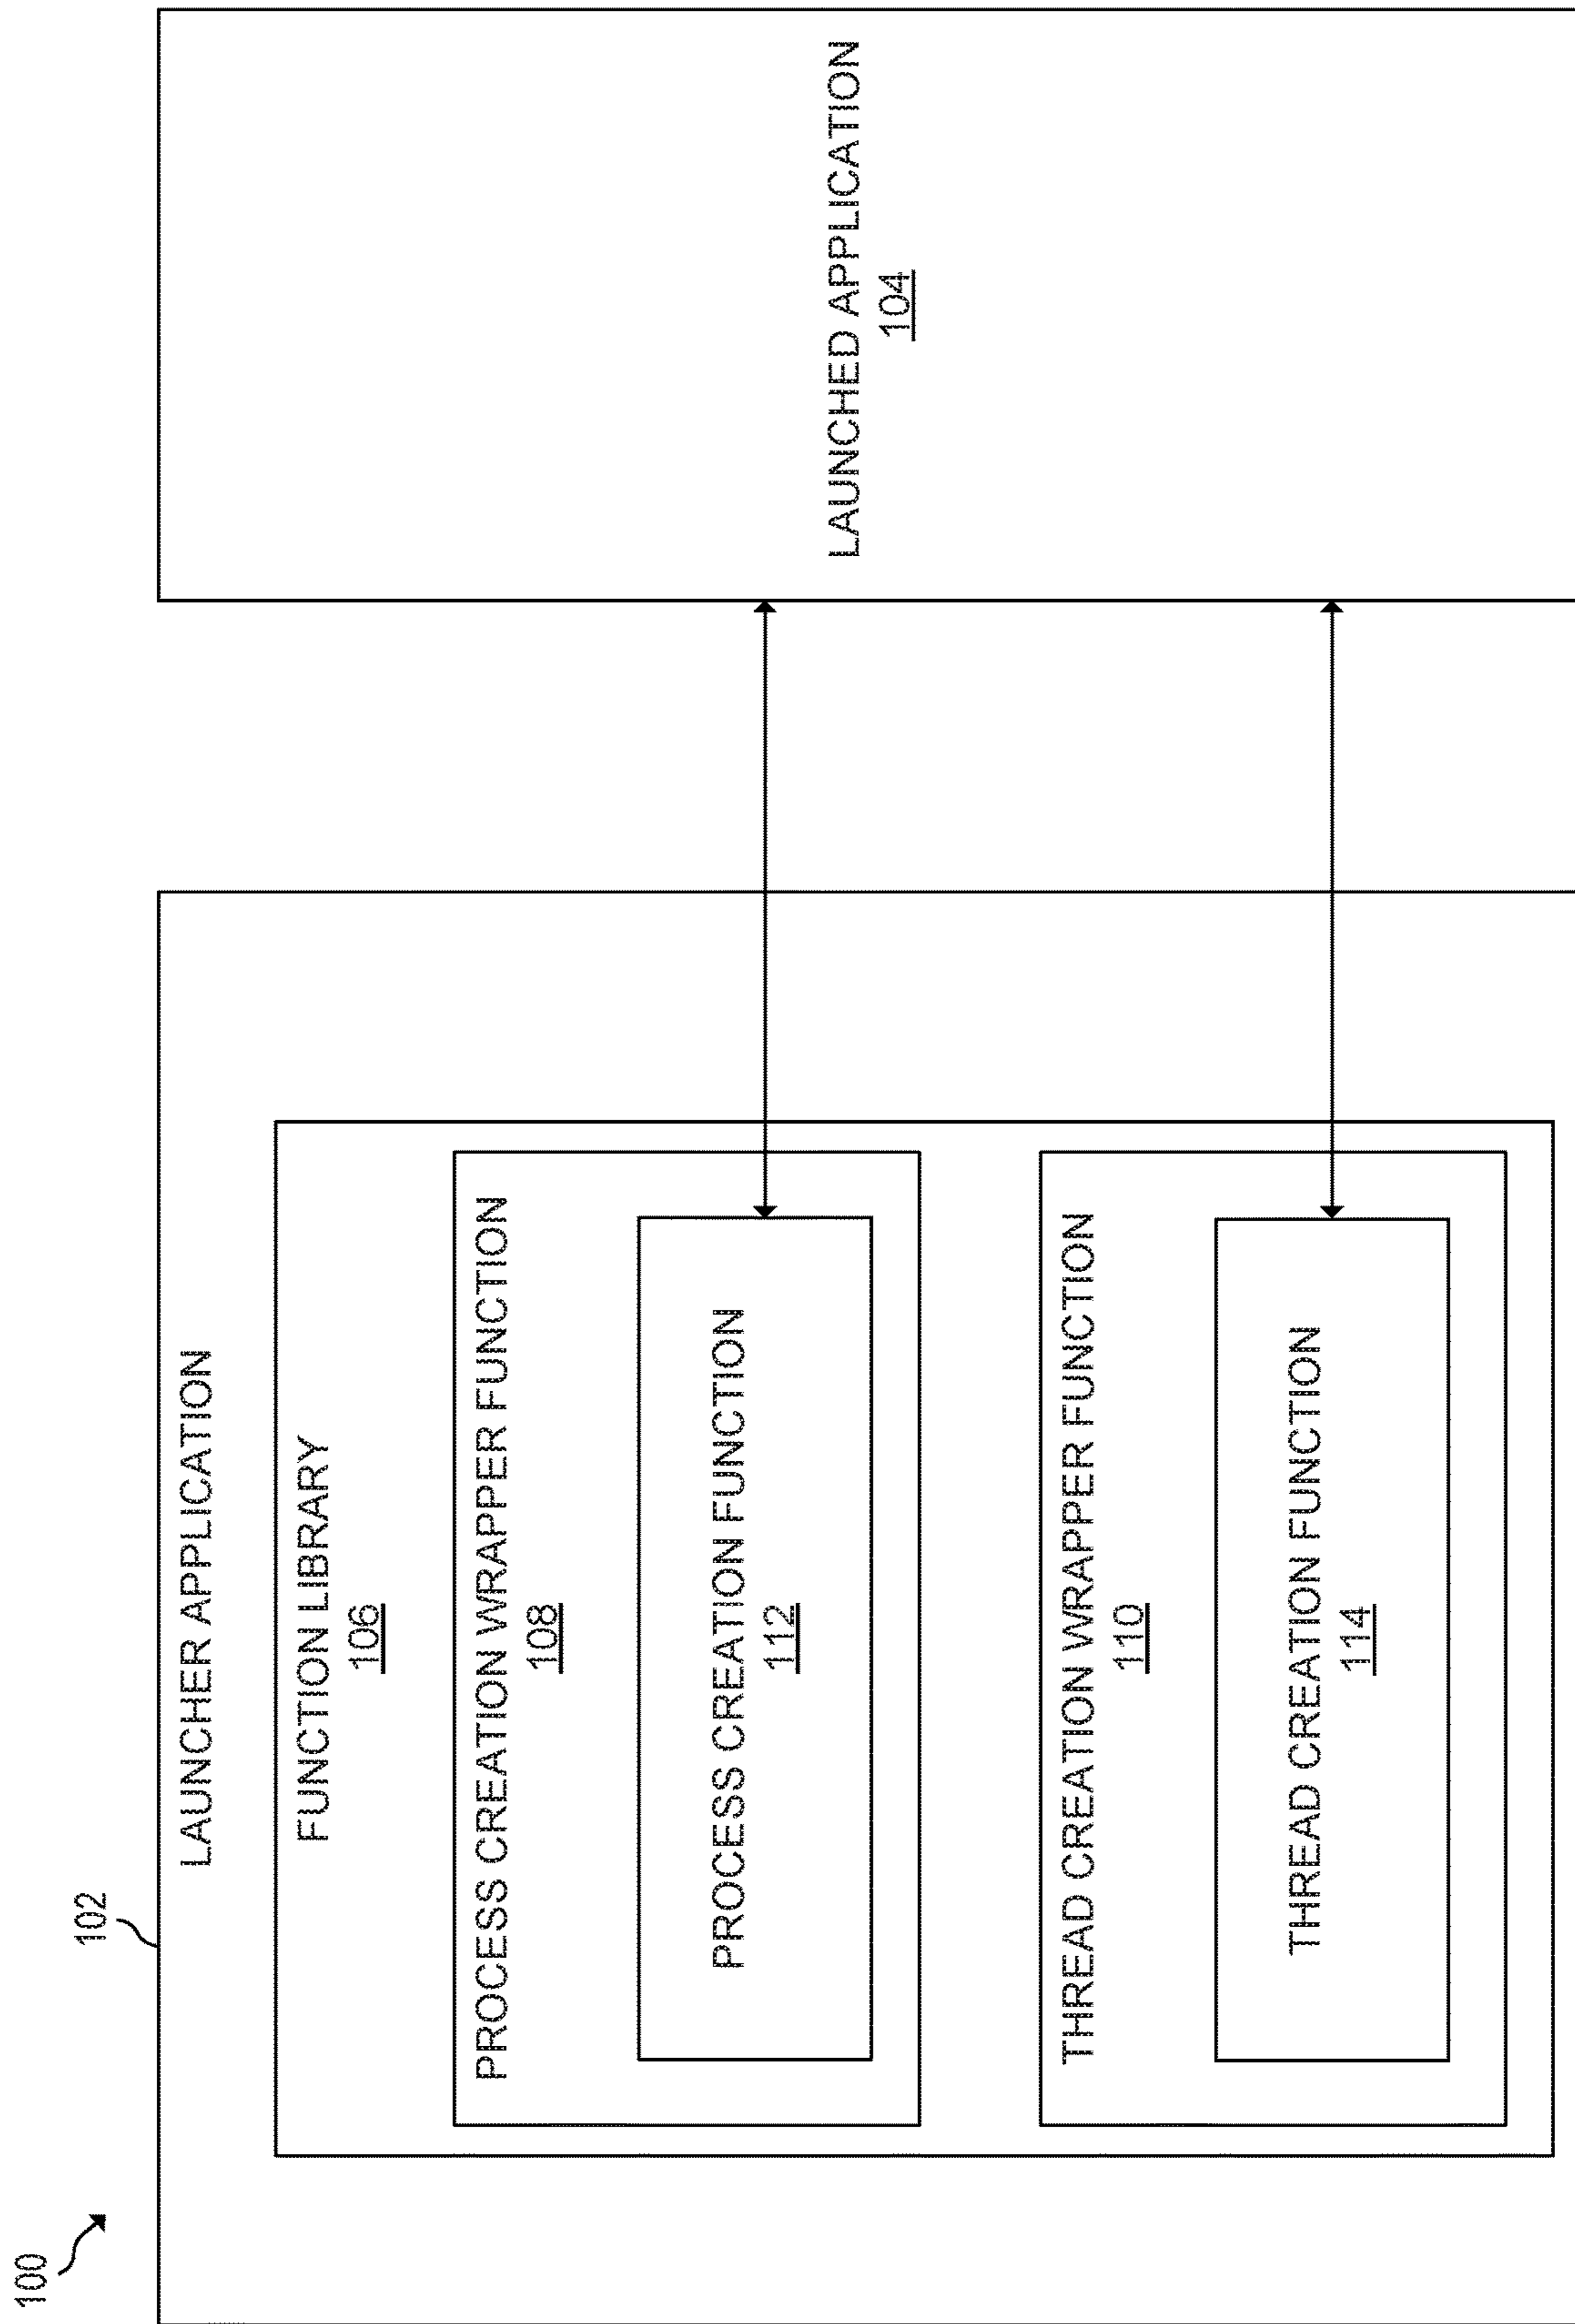 100
102
LAUNCHER APPLICATION
FUNCTION LIBRARY
106
PROCESS CREATION WRAPPER FUNCTION
108
PROCESS CREATION FUNCTION
112
THREAD CREATION WRAPPER FUNCTION
110
THREAD CREATION FUNCTION
114
LAUNCHED APPLICATION
104